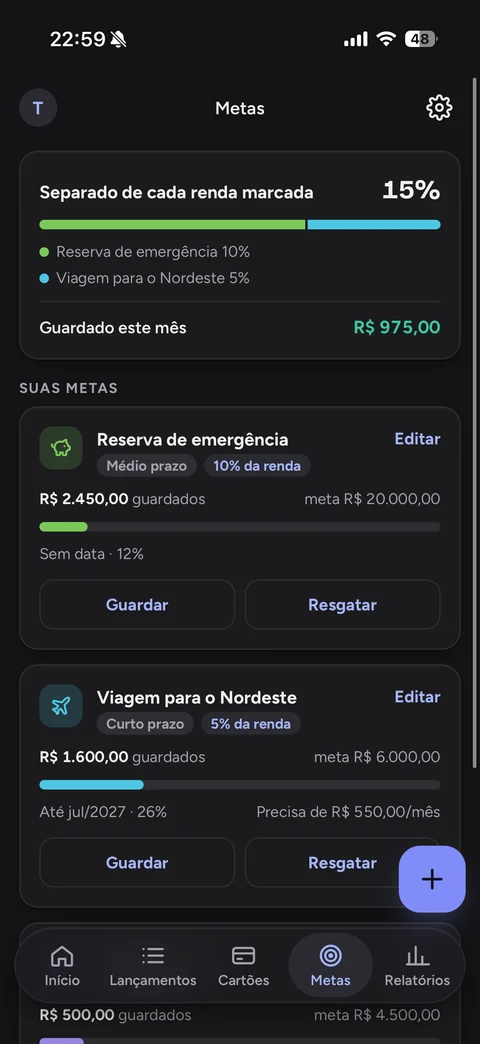 22:59
48
T
Metas
Separado de cada renda marcada
15%
Reserva de emergência 10%
Viagem para o Nordeste 5%
Guardado este mês
R$ 975,00
SUAS METAS
Reserva de emergência
Editar
Médio prazo
10% da renda
R$ 2.450,00 guardados
meta R$ 20.000,00
Sem data · 12%
Guardar
Resgatar
Viagem para o Nordeste
Editar
Curto prazo
5% da renda
R$ 1.600,00 guardados
meta R$ 6.000,00
Até jul/2027 · 26%
Precisa de R$ 550,00/mês
Guardar
Resgatar
Início
Lançamentos
Cartões
Metas
Relatórios
R$ 500,00 guardados
meta R$ 4.500,00